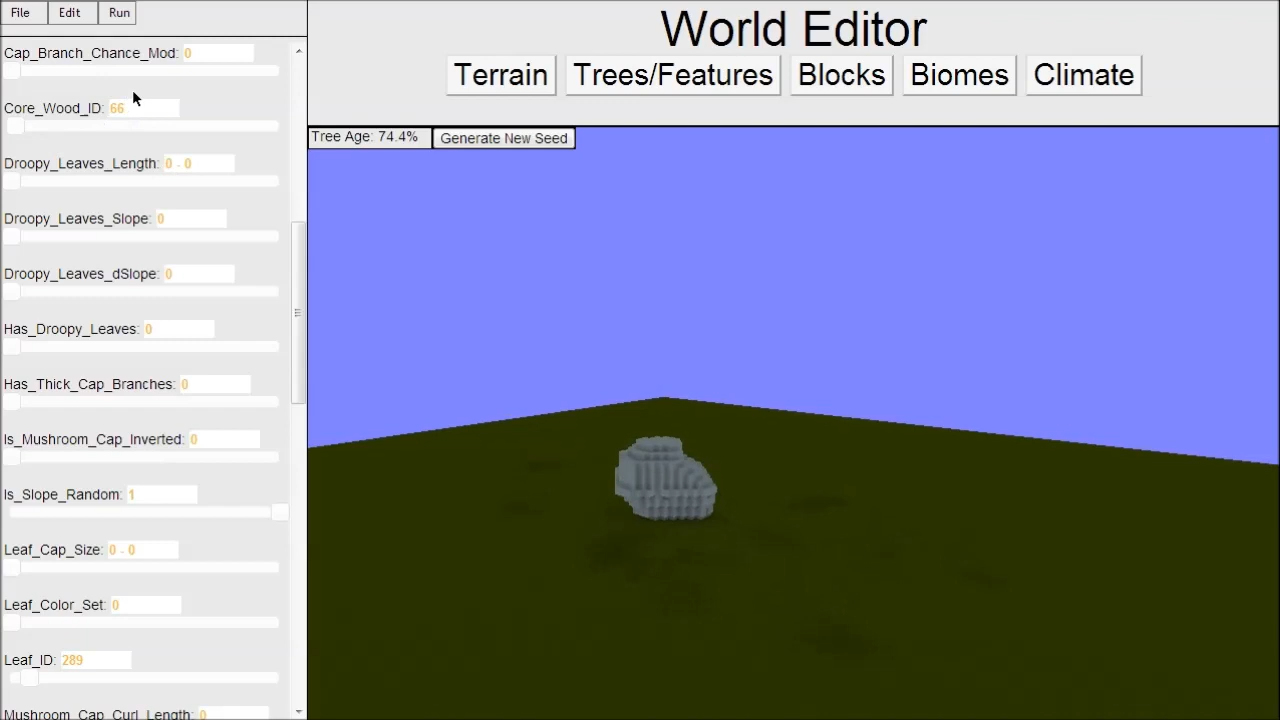 File Edit Run
World Editor
Terrain Trees/Features Blocks Biomes Climate
Tree Age: 74.4% Generate New Seed
Cap_Branch_Chance_Mod: 0
Core_Wood_ID: 66
Droopy_Leaves_Length: 0 - 0
Droopy_Leaves_Slope: 0
Droopy_Leaves_dSlope: 0
Has_Droopy_Leaves: 0
Has_Thick_Cap_Branches: 0
Is_Mushroom_Cap_Inverted: 0
Is_Slope_Random: 1
Leaf_Cap_Size: 0 - 0
Leaf_Color_Set: 0
Leaf_ID: 289
Mushroom_Cap_Curl_Length: 0